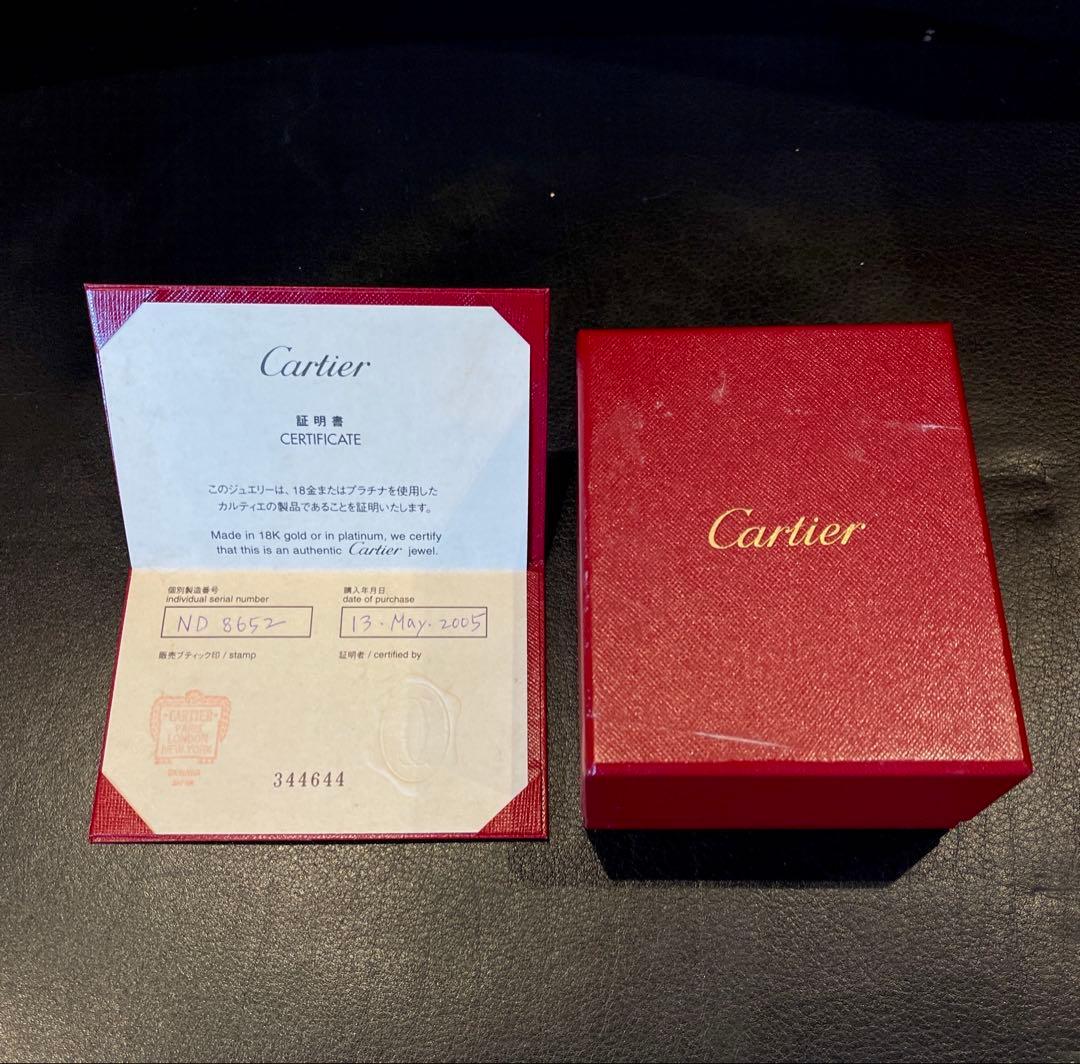 Cartier
証明書
CERTIFICATE
このジュエリーは、18金またはプラチナを使用した
カルティエの製品であることを証明いたします。
Made in 18K gold or in platinum, we certify
that this is an authentic Cartier jewel.
個別製造番号
individual serial number
ND 8652
購入年月日
date of purchase
13. May. 2005
販売ブティック印 / stamp
証明者 / certified by
CARTIER
PARIS
LONDON
NEW YORK
JAPAN
344644
Cartier